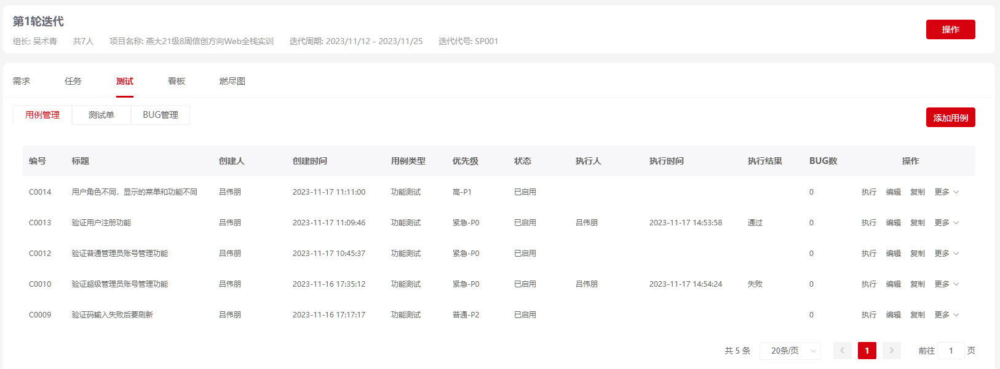 第1轮迭代
操作
组长: 吴术青 共7人 项目名称: 燕大21级8周信创方向Web全栈实训 迭代周期: 2023/11/12 - 2023/11/25 迭代代号: SP001
需求 任务 测试 看板 燃尽图
用例管理 测试单 BUG管理
添加用例
编号 标题 创建人 创建时间 用例类型 优先级 状态 执行人 执行时间 执行结果 BUG数 操作
C0014 用户角色不同，显示的菜单和功能不同 吕伟朋 2023-11-17 11:11:00 功能测试 高-P1 已启用 0 执行 编辑 复制 更多
C0013 验证用户注册功能 吕伟朋 2023-11-17 11:09:46 功能测试 紧急-P0 已启用 吕伟朋 2023-11-17 14:53:58 通过 0 执行 编辑 复制 更多
C0012 验证普通管理员账号管理功能 吕伟朋 2023-11-17 10:45:37 功能测试 紧急-P0 已启用 0 执行 编辑 复制 更多
C0010 验证超级管理员账号管理功能 吕伟朋 2023-11-16 17:35:12 功能测试 紧急-P0 已启用 吕伟朋 2023-11-17 14:54:24 失败 0 执行 编辑 复制 更多
C0009 验证码输入失败后要刷新 吕伟朋 2023-11-16 17:17:17 功能测试 普通-P2 已启用 0 执行 编辑 复制 更多
共 5 条 20条/页 1 前往 1 页